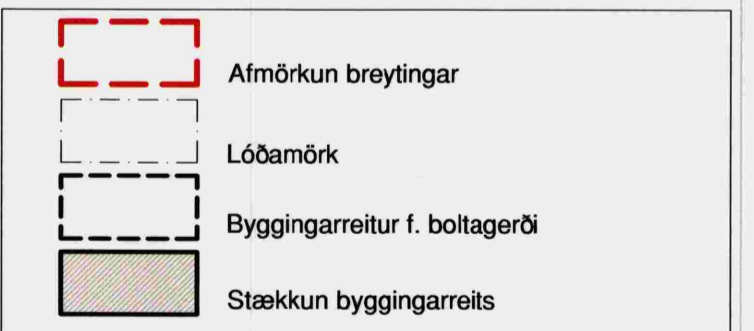 Afmörkun breytingar
Lóðamörk
Byggingarreitur f. boltagerði
Stækkun byggingarreits